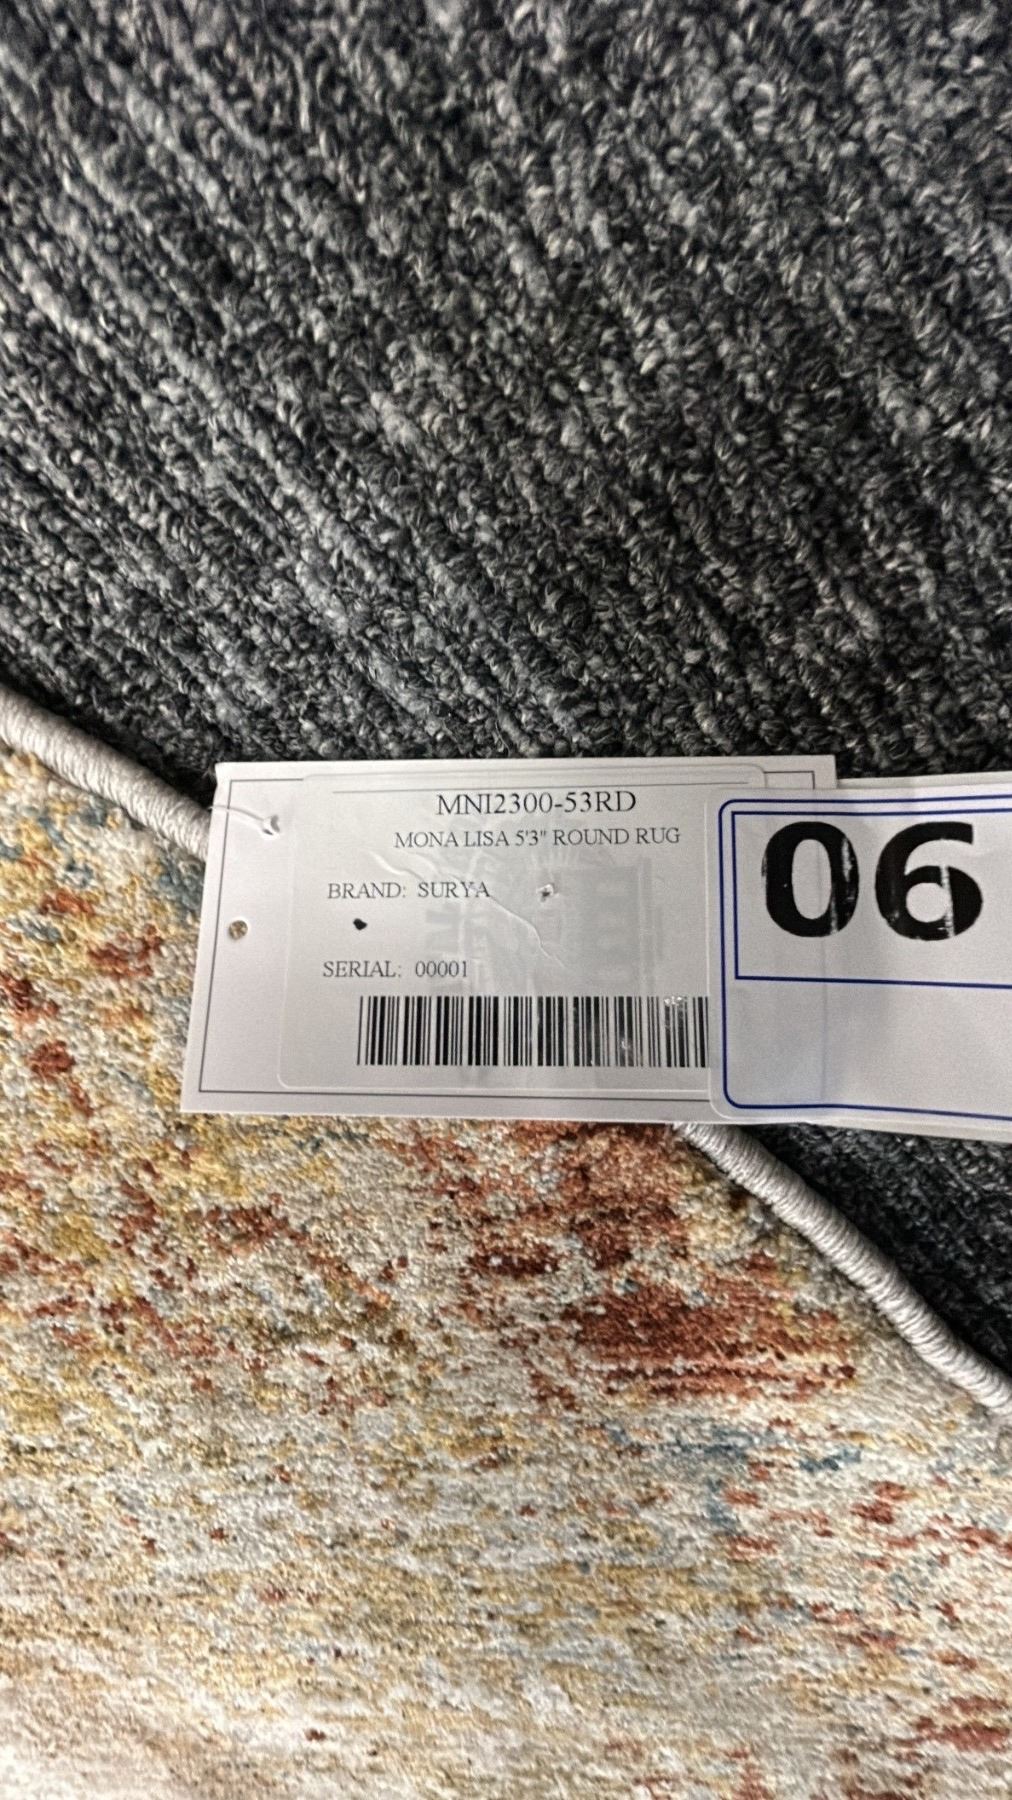 MNI2300-53RD
MONA LISA 5'3" ROUND RUG
BRAND: SURYA
SERIAL: 00001
06